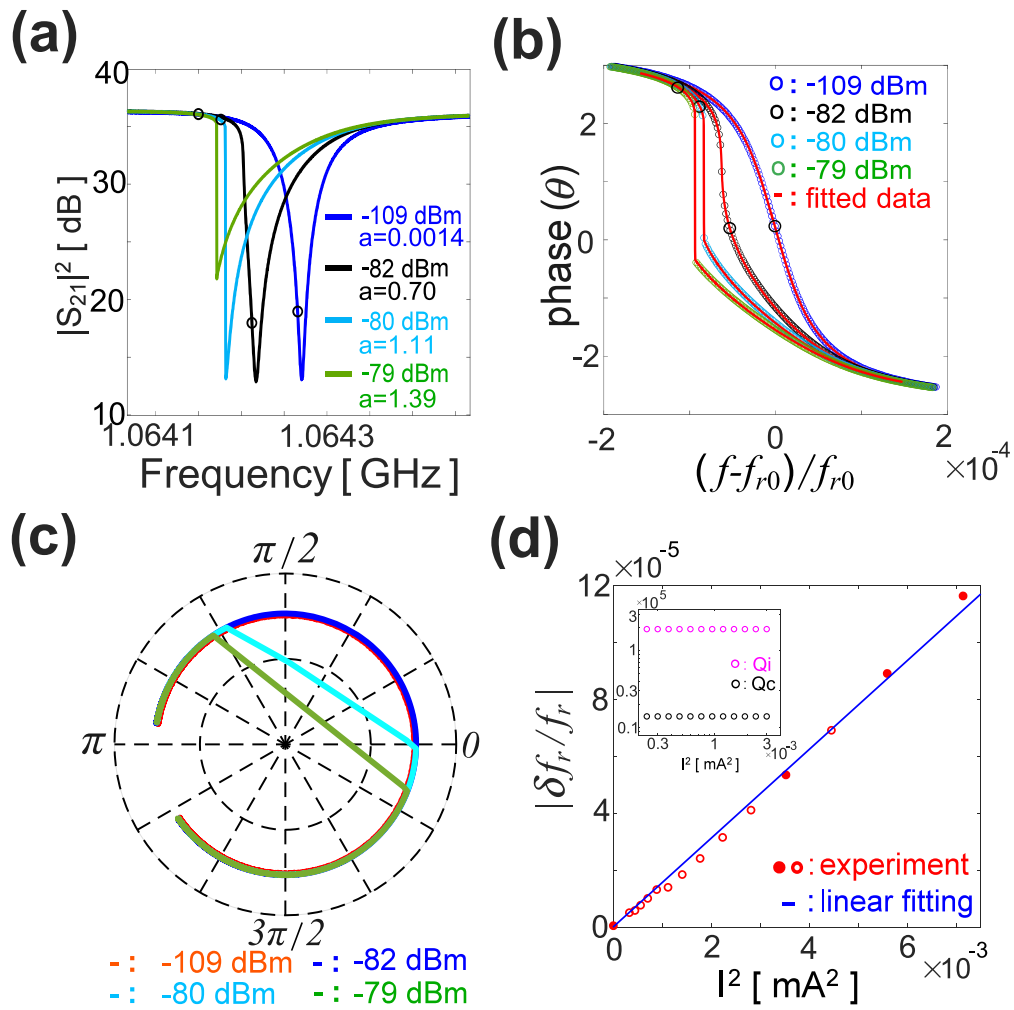 (a)
40
30
20
10
|S21|² [ dB]
1.0641
1.0643
Frequency [ GHz]
-109 dBm
a=0.0014
-82 dBm
a=0.70
-80 dBm
a=1.11
-79 dBm
a=1.39
(b)
2
0
-2
phase (θ)
-2
0
2
×10⁻⁴
(f-fr0)/fr0
o : -109 dBm
o : -82 dBm
o : -80 dBm
o : -79 dBm
- : fitted data
(c)
π/2
π
0
3π/2
- : -109 dBm
- : -82 dBm
- : -80 dBm
- : -79 dBm
(d)
×10⁻⁵
12
8
4
0
|δfr/fr|
0
2
4
6
×10⁻³
I² [ mA²]
×10⁵
3
1
0.3
0.1
o : Qi
o : Qc
0.3
1
3
×10⁻³
I² [ mA²]
● o : experiment
- : linear fitting